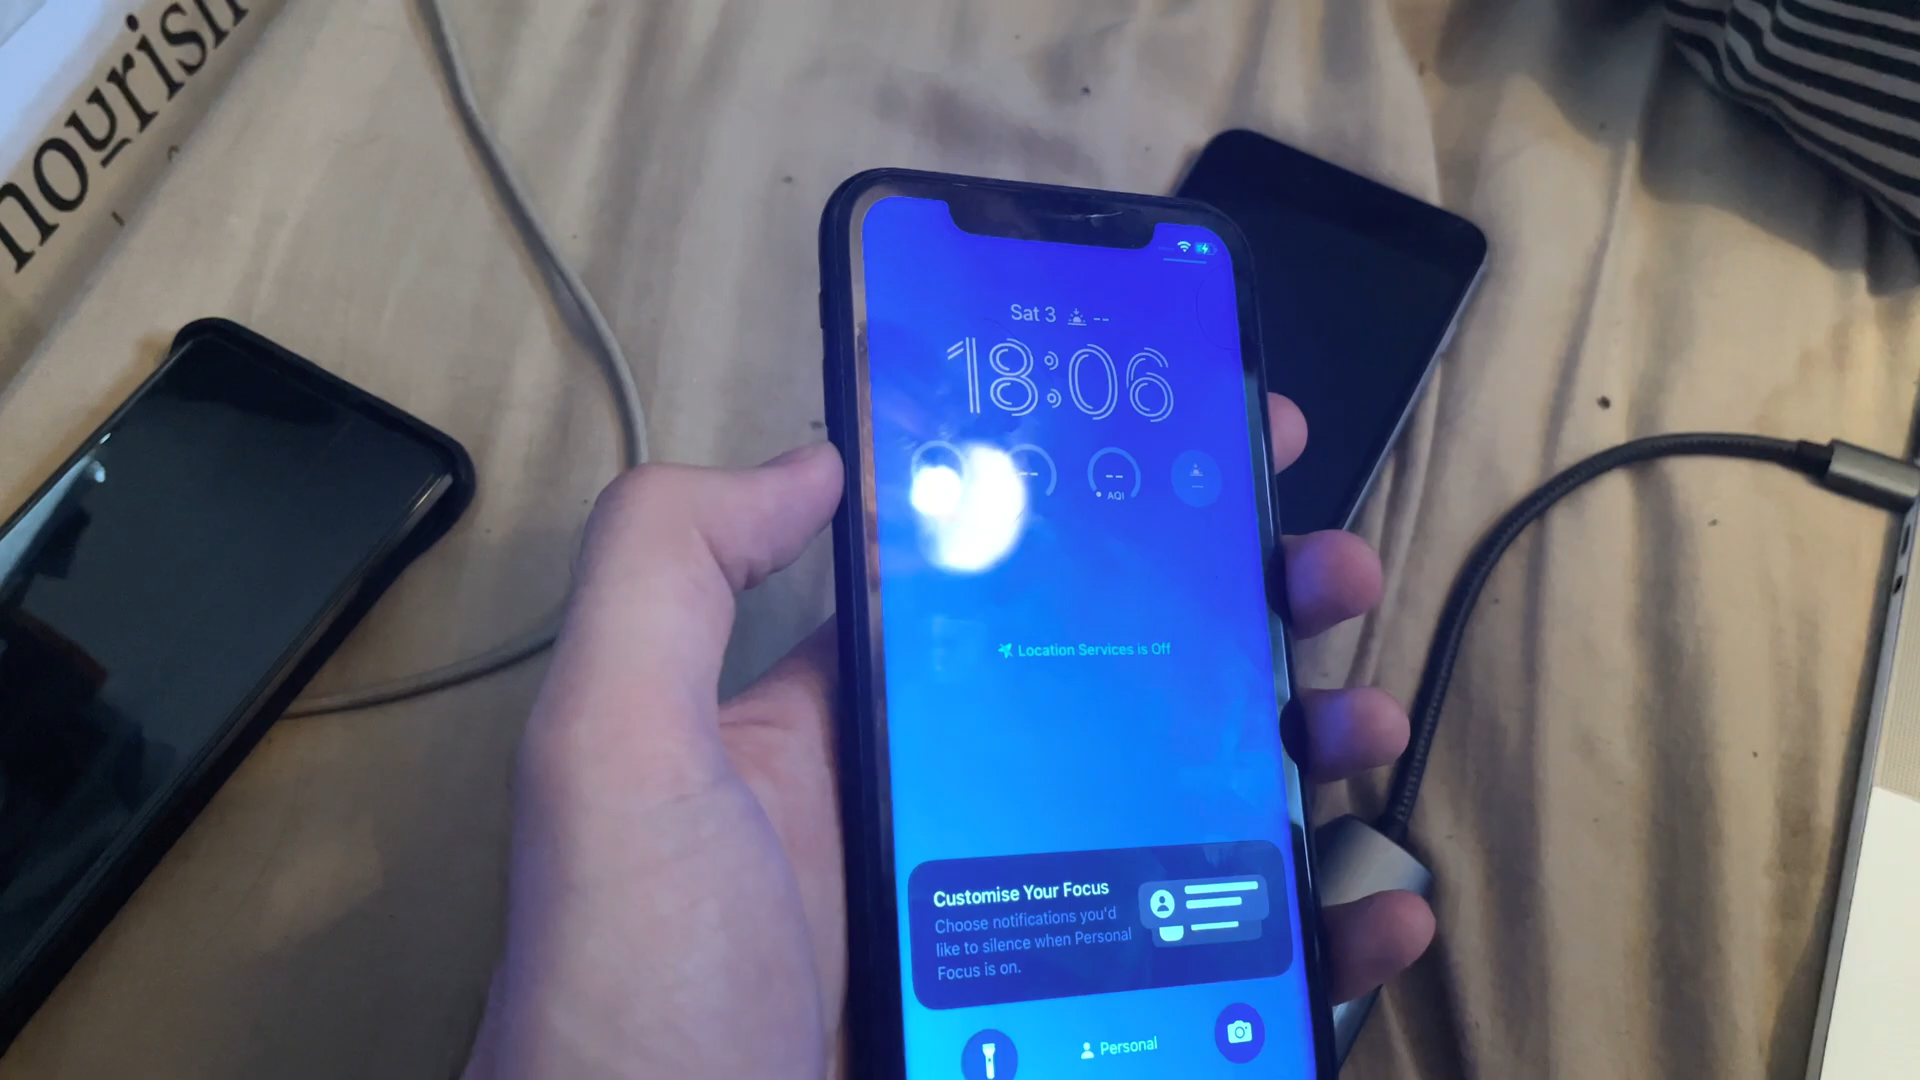 nourish
Sat 3 --
18:06
--
--
AQI
--
Location Services is Off
Customise Your Focus
Choose notifications you'd
like to silence when Personal
Focus is on.
Personal